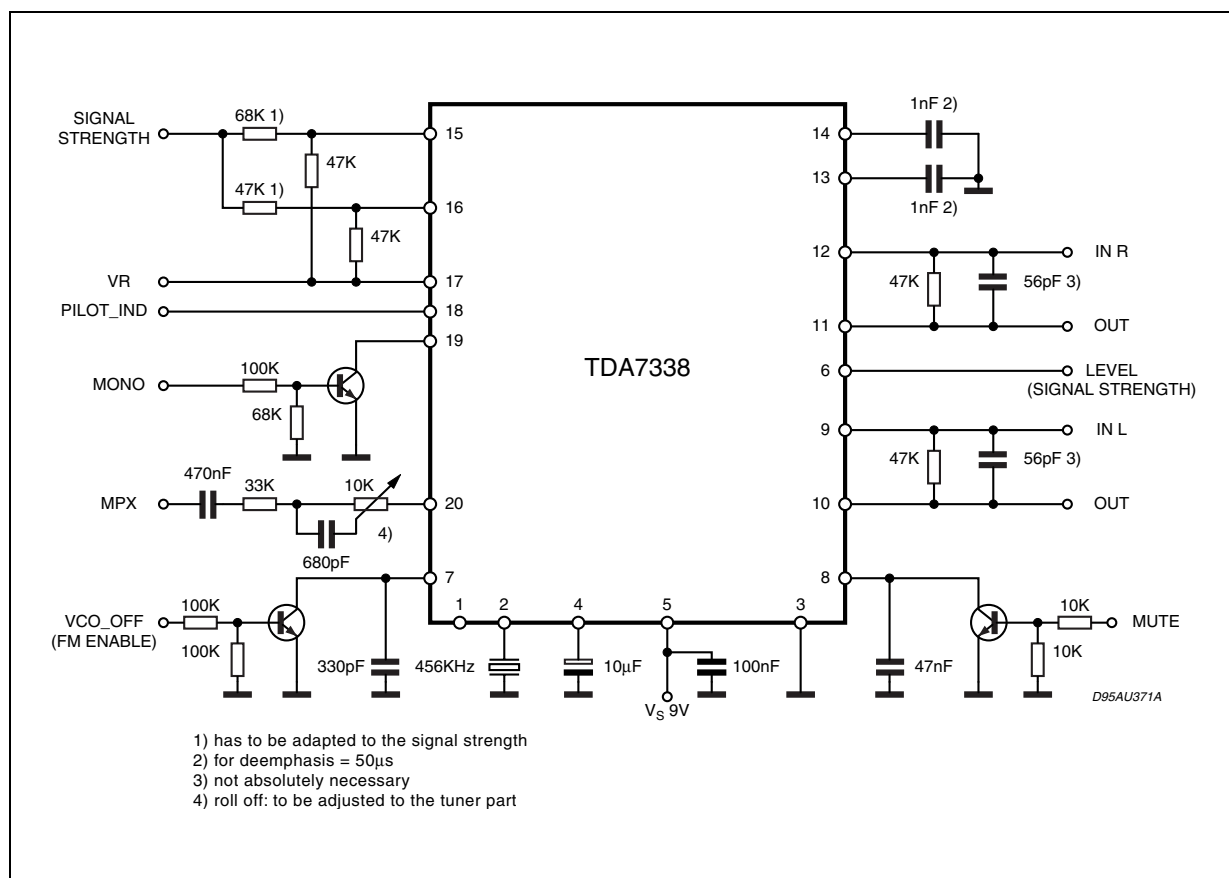 SIGNAL
STRENGTH
68K 1)
47K
47K 1)
47K
15
16
VR
17
PILOT_IND
18
19
MONO
100K
68K
470nF
MPX
33K
10K
680pF
4)
20
7
VCO_OFF
(FM ENABLE)
100K
100K
330pF
1
2
4
5
3
456KHz
10µF
100nF
VS 9V
TDA7338
1nF 2)
14
13
1nF 2)
12
IN R
47K
56pF 3)
11
OUT
6
LEVEL
(SIGNAL STRENGTH)
9
IN L
47K
56pF 3)
10
OUT
8
10K
MUTE
47nF
10K
D95AU371A
1) has to be adapted to the signal strength
2) for deemphasis = 50µs
3) not absolutely necessary
4) roll off: to be adjusted to the tuner part